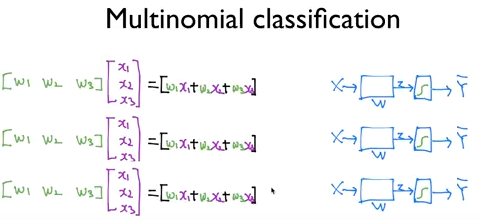 Multinomial classification
[w1 w2 w3] [x1 x2 x3] = [w1x1+w2x2+w3x3] X → W z → ∫ → Ȳ
[w1 w2 w3] [x1 x2 x3] = [w1x1+w2x2+w3x3] X → W z → ∫ → Ȳ
[w1 w2 w3] [x1 x2 x3] = [w1x1+w2x2+w3x3] X → W z → ∫ → Ȳ